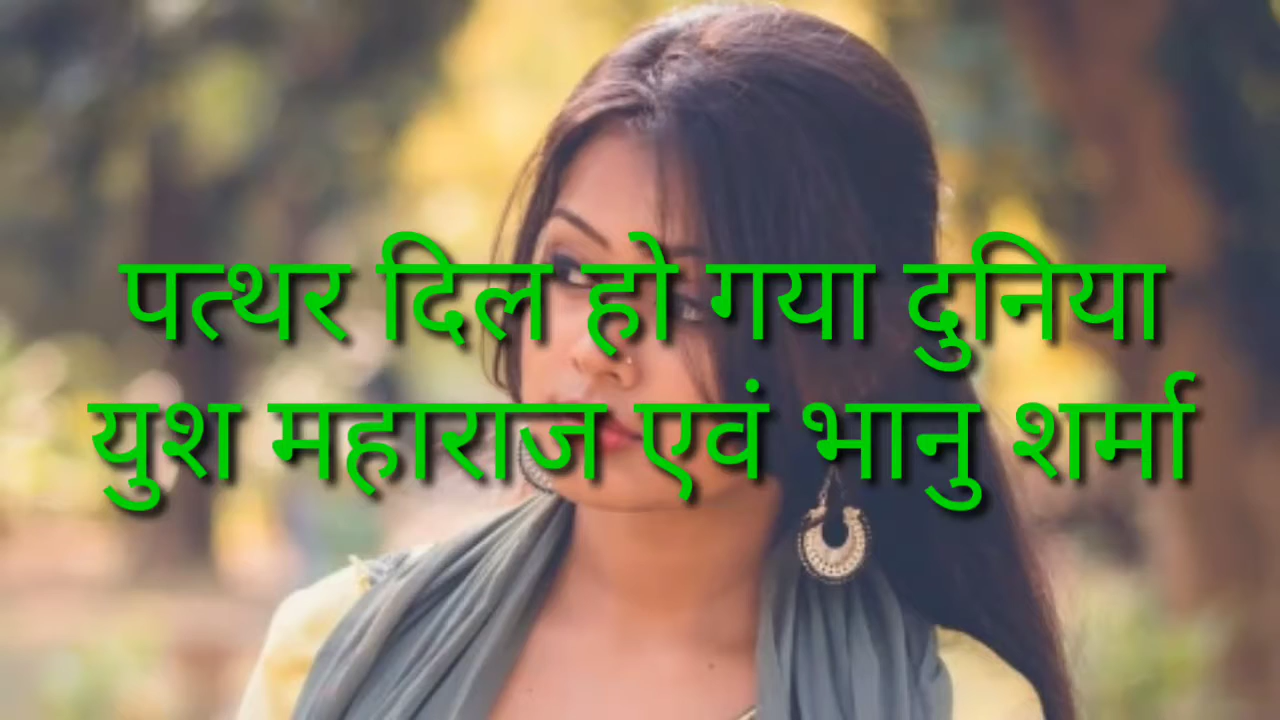 पत्थर दिल हो गया दुनिया
युश महाराज एवं भानु शर्मा